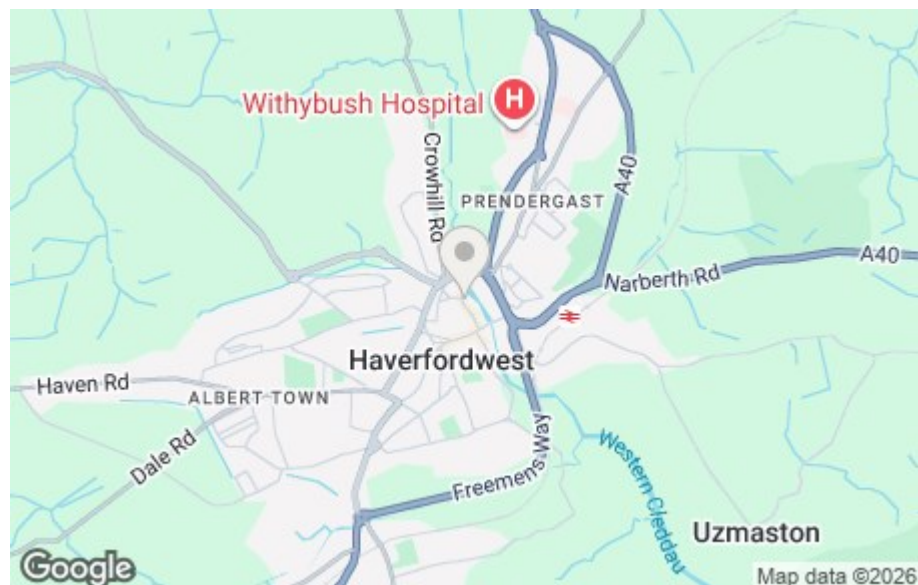 Withybush Hospital
H
Crowhill Rd
PRENDERGAST
A40
A40
Narberth Rd
Haverfordwest
Haven Rd
ALBERT TOWN
Dale Rd
Freemens Way
Western Cleddau
Uzmaston
Google
Map data ©2026